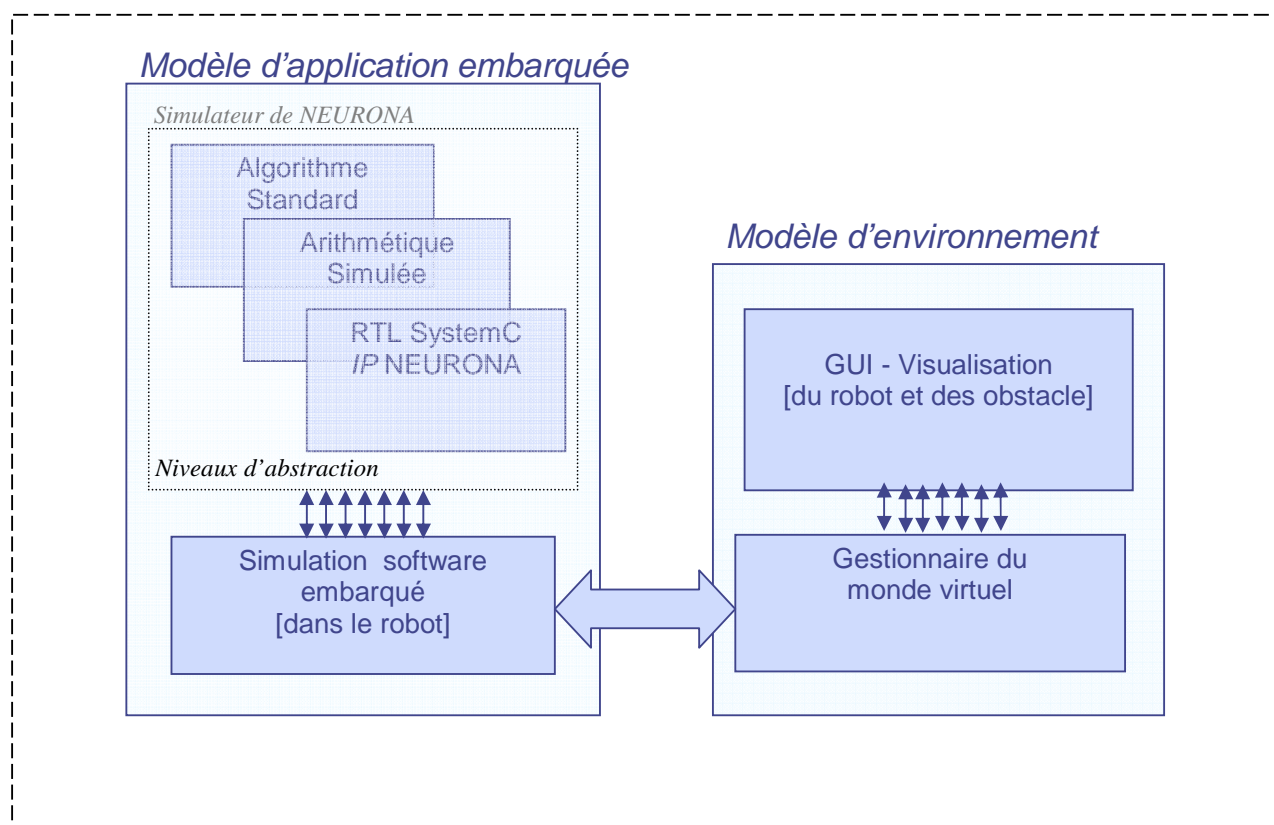 Modèle d'application embarquée
Simulateur de NEURONA
Algorithme
Standard
Arithmétique
Simulée
RTL SystemC
IP NEURONA
Niveaux d'abstraction
Simulation software
embarqué
[dans le robot]
Modèle d'environnement
GUI - Visualisation
[du robot et des obstacle]
Gestionnaire du
monde virtuel